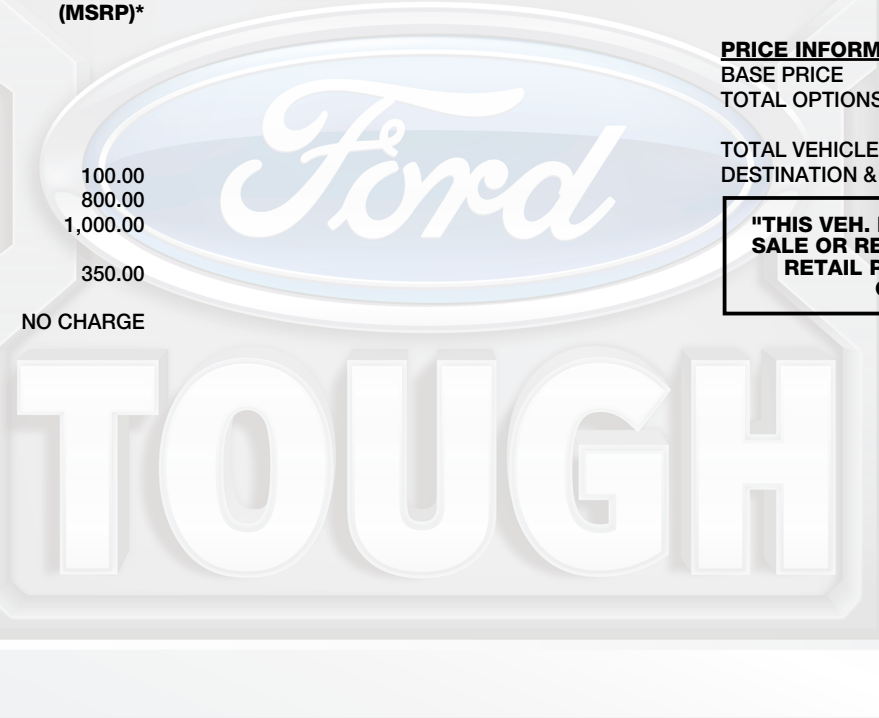 (MSRP)*
100.00
800.00
1,000.00
350.00
NO CHARGE
PRICE INFORM
BASE PRICE
TOTAL OPTIONS
TOTAL VEHICLE
DESTINATION &
"THIS VEH.
SALE OR RE
RETAIL P
Ford
TOUGH